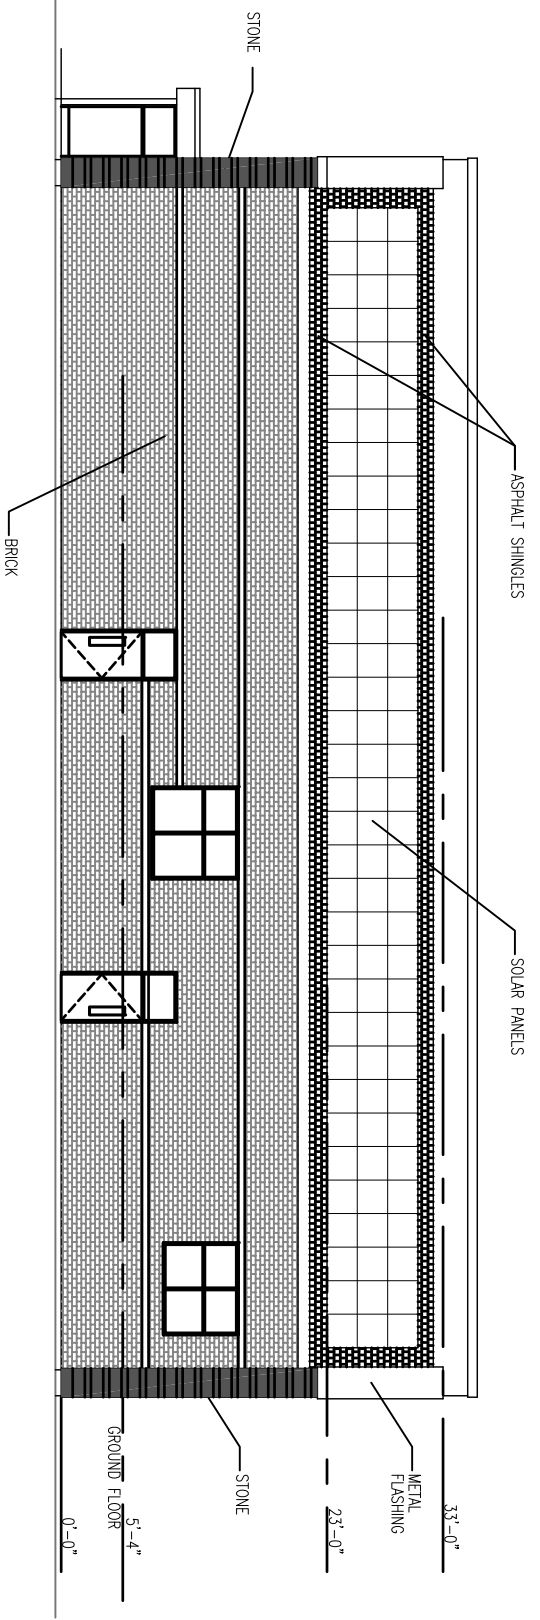 STONE
ASPHALT SHINGLES
BRICK
SOLAR PANELS
METAL
FLASHING
STONE
33'-0"
23'-0"
5'-4"
GROUND FLOOR
0'-0"